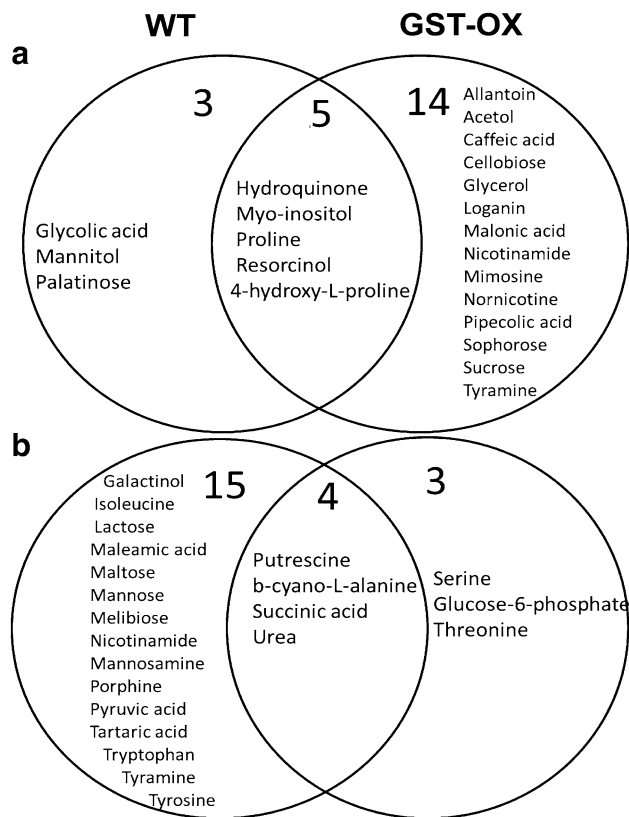 WT GST-OX
a
3
5
14
Glycolic acid
Mannitol
Palatinose
Hydroquinone
Myo-inositol
Proline
Resorcinol
4-hydroxy-L-proline
Allantoin
Acetol
Caffeic acid
Cellobiose
Glycerol
Loganin
Malonic acid
Nicotinamide
Mimosine
Nornicotine
Pipecolic acid
Sophorose
Sucrose
Tyramine
b
15
4
3
Galactinol
Isoleucine
Lactose
Maleamic acid
Maltose
Mannose
Melibiose
Nicotinamide
Mannosamine
Porphine
Pyruvic acid
Tartaric acid
Tryptophan
Tyramine
Tyrosine
Putrescine
b-cyano-L-alanine
Succinic acid
Urea
Serine
Glucose-6-phosphate
Threonine